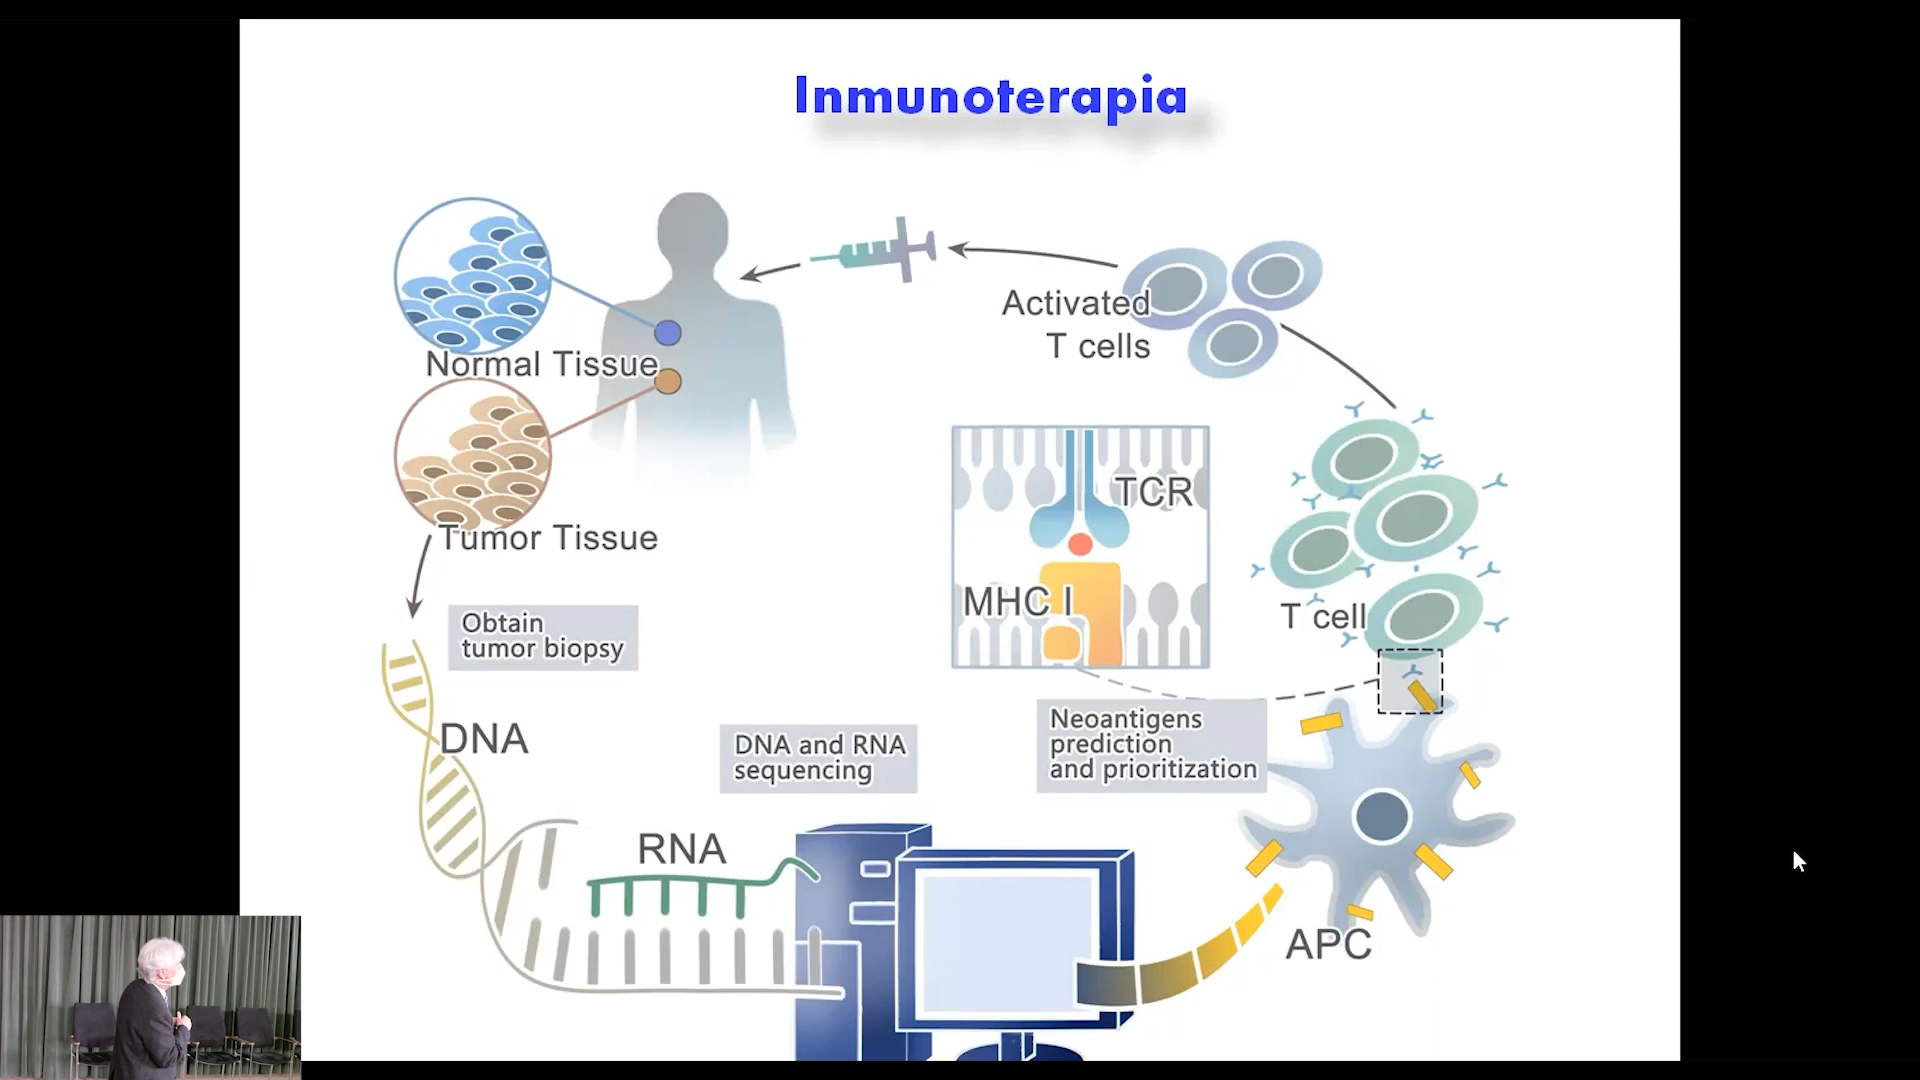 Inmunoterapia
Normal Tissue
Tumor Tissue
Activated
T cells
TCR
MHC I
T cell
Obtain
tumor biopsy
DNA
DNA and RNA
sequencing
Neoantigens
prediction
and prioritization
RNA
APC